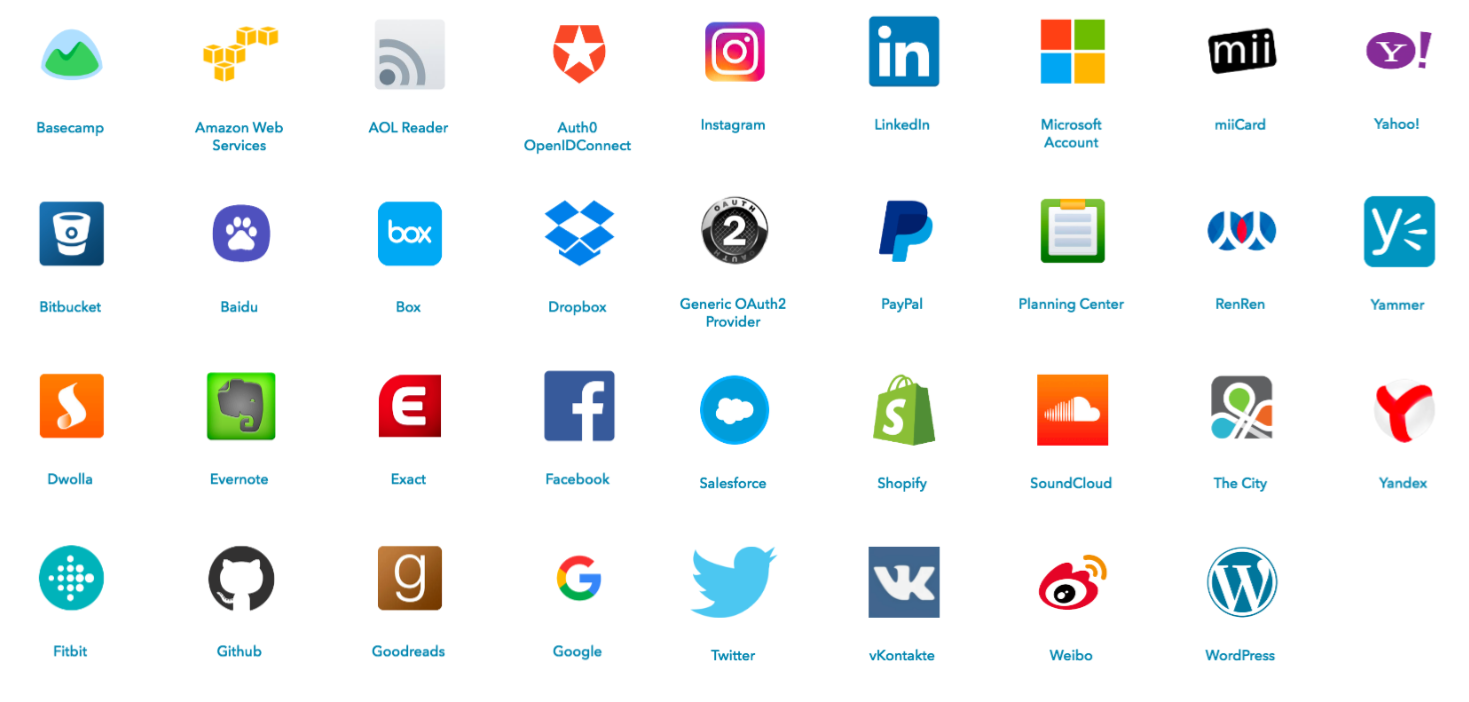 in
mii
Y!
Basecamp
Amazon Web
Services
AOL Reader
Auth0
OpenIDConnect
Instagram
LinkedIn
Microsoft
Account
miiCard
Yahoo!
box
OAUTH
2
OAUTH
P
y
Bitbucket
Baidu
Box
Dropbox
Generic OAuth2
Provider
PayPal
Planning Center
RenRen
Yammer
E
f
S
Y
Dwolla
Evernote
Exact
Facebook
Salesforce
Shopify
SoundCloud
The City
Yandex
g
G
VK
W
Fitbit
Github
Goodreads
Google
Twitter
vKontakte
Weibo
WordPress